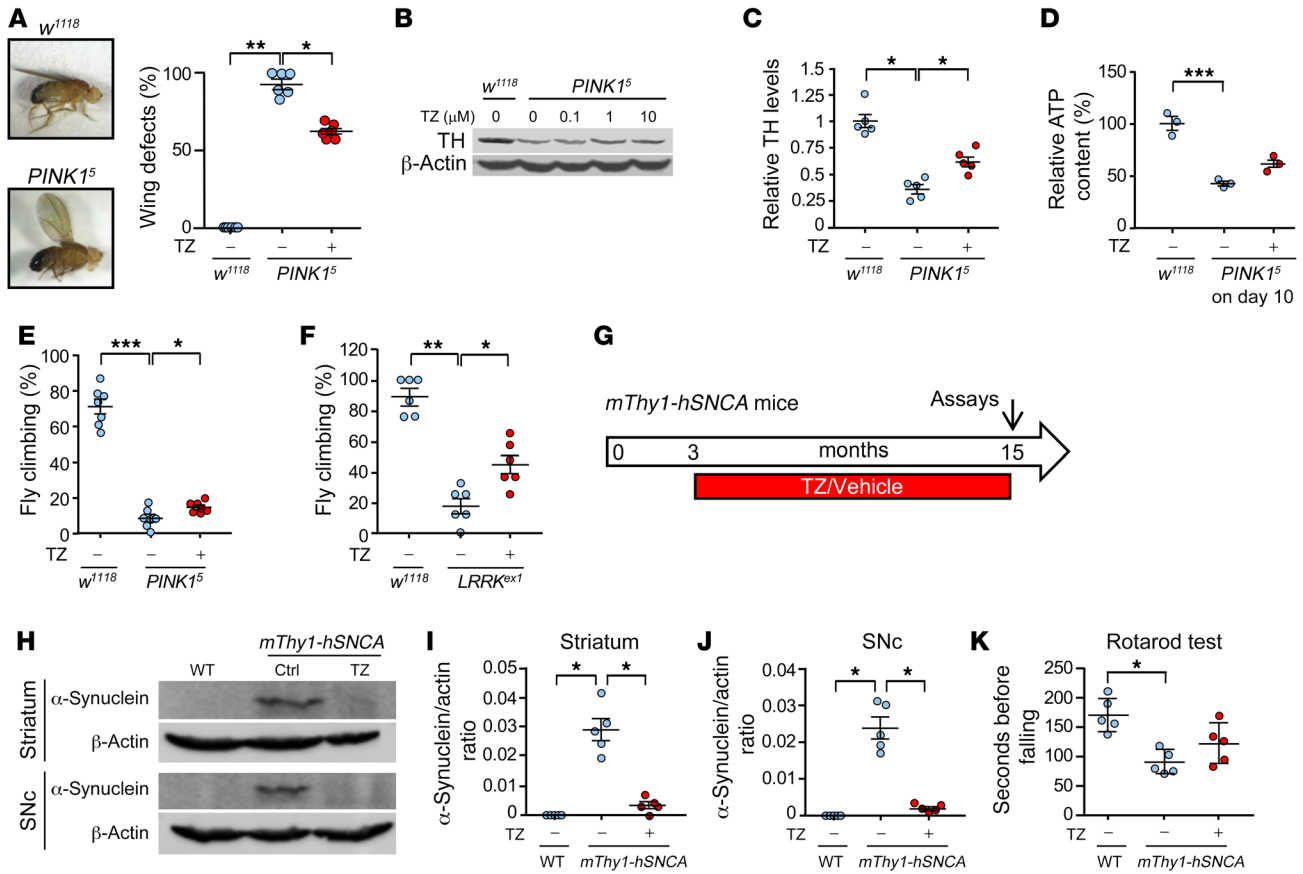 A
w1118
PINK15
Wing defects (%)
** *
100
50
0
TZ – – +
w1118 PINK15
B
w1118 PINK15
TZ (μM) 0 0 0.1 1 10
TH
β-Actin
C
Relative TH levels
* *
1.5
1.25
1
0.75
0.5
0.25
0
TZ – – +
w1118 PINK15
D
Relative ATP
content (%)
***
150
100
50
0
TZ – – +
w1118 PINK15
on day 10
E
Fly climbing (%)
*** *
100
80
60
40
20
0
TZ – – +
w1118 PINK15
F
Fly climbing (%)
** *
120
100
80
60
40
20
0
TZ – – +
w1118 LRRKex1
G
mThy1-hSNCA mice
Assays
0 3 months 15
TZ/Vehicle
H
mThy1-hSNCA
WT Ctrl TZ
Striatum
α-Synuclein
β-Actin
SNc
α-Synuclein
β-Actin
I
Striatum
α-Synuclein/actin
ratio
* *
0.05
0.04
0.03
0.02
0.01
0
TZ – – +
WT mThy1-hSNCA
J
SNc
α-Synuclein/actin
ratio
* *
0.04
0.03
0.02
0.01
0
TZ – – +
WT mThy1-hSNCA
K
Rotarod test
Seconds before
falling
*
250
200
150
100
50
0
TZ – – +
WT mThy1-hSNCA